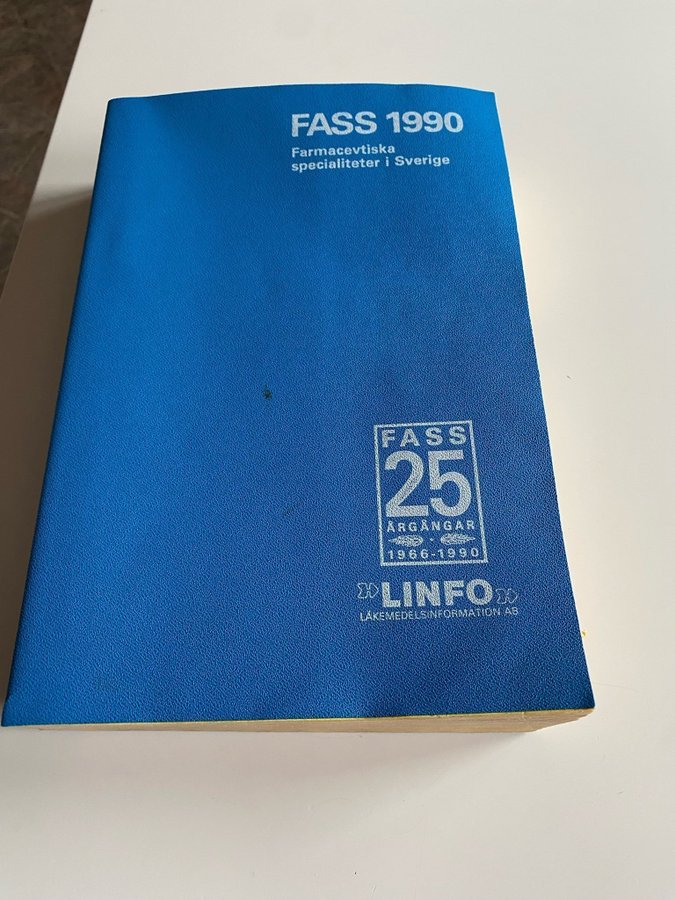 FASS 1990
Farmacevtiska
specialiteter i Sverige
FASS
25
ÅRGÅNGAR
1966-1990
LINFO
LÄKEMEDELSINFORMATION AB